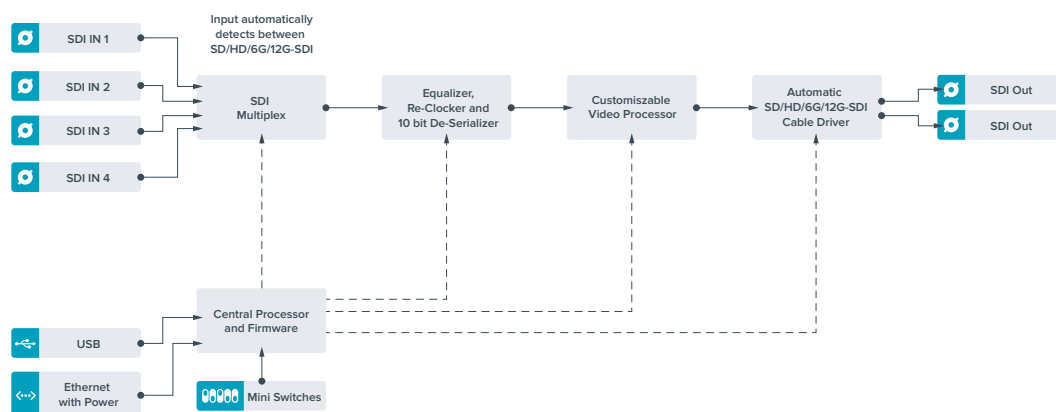 Input automatically
detects between
SD/HD/6G/12G-SDI
SDI IN 1
SDI IN 2
SDI IN 3
SDI IN 4
SDI
Multiplex
Equalizer,
Re-Clocker and
10 bit De-Serializer
Customiszable
Video Processor
Automatic
SD/HD/6G/12G-SDI
Cable Driver
SDI Out
SDI Out
Central Processor
and Firmware
USB
Ethernet
with Power
Mini Switches